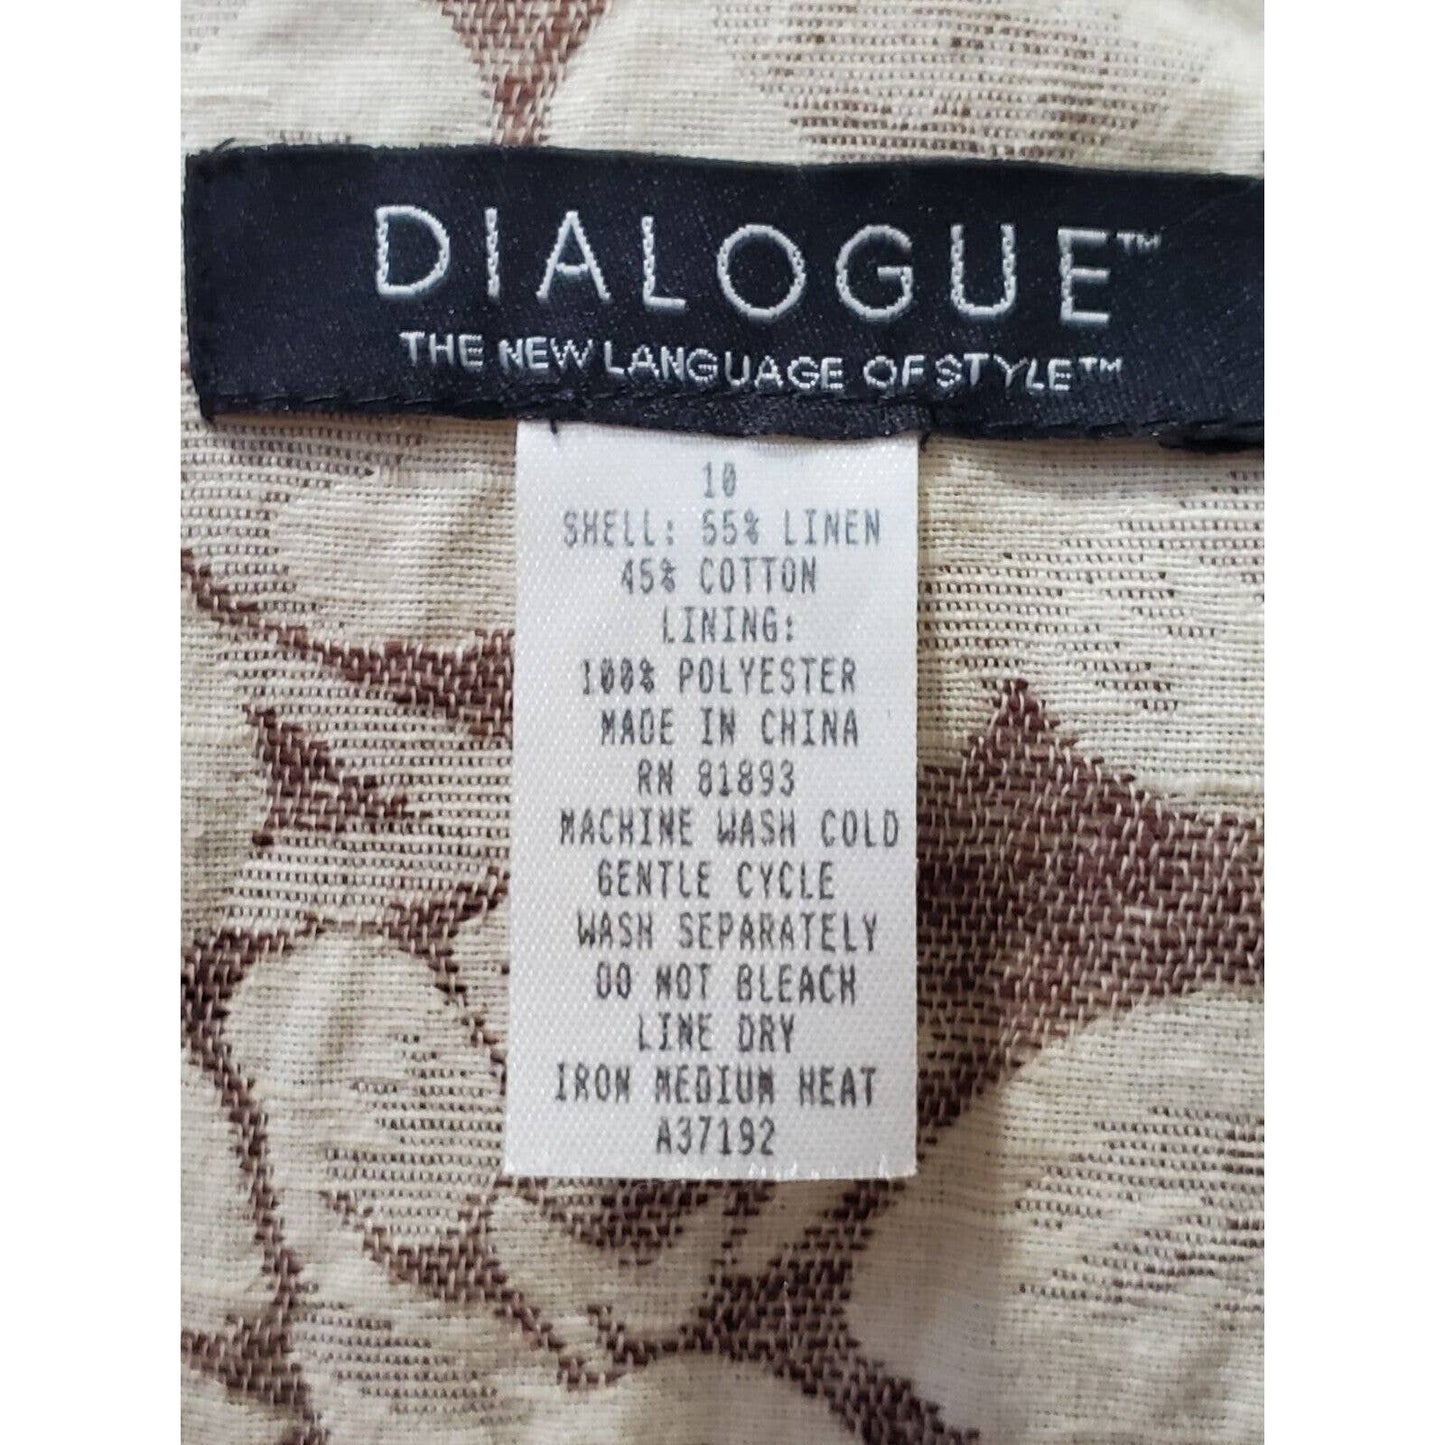 DIALOGUE™
THE NEW LANGUAGE OF STYLE™
10
SHELL: 55% LINEN
45% COTTON
LINING:
100% POLYESTER
MADE IN CHINA
RN 81893
MACHINE WASH COLD
GENTLE CYCLE
WASH SEPARATELY
DO NOT BLEACH
LINE DRY
IRON MEDIUM HEAT
A37192